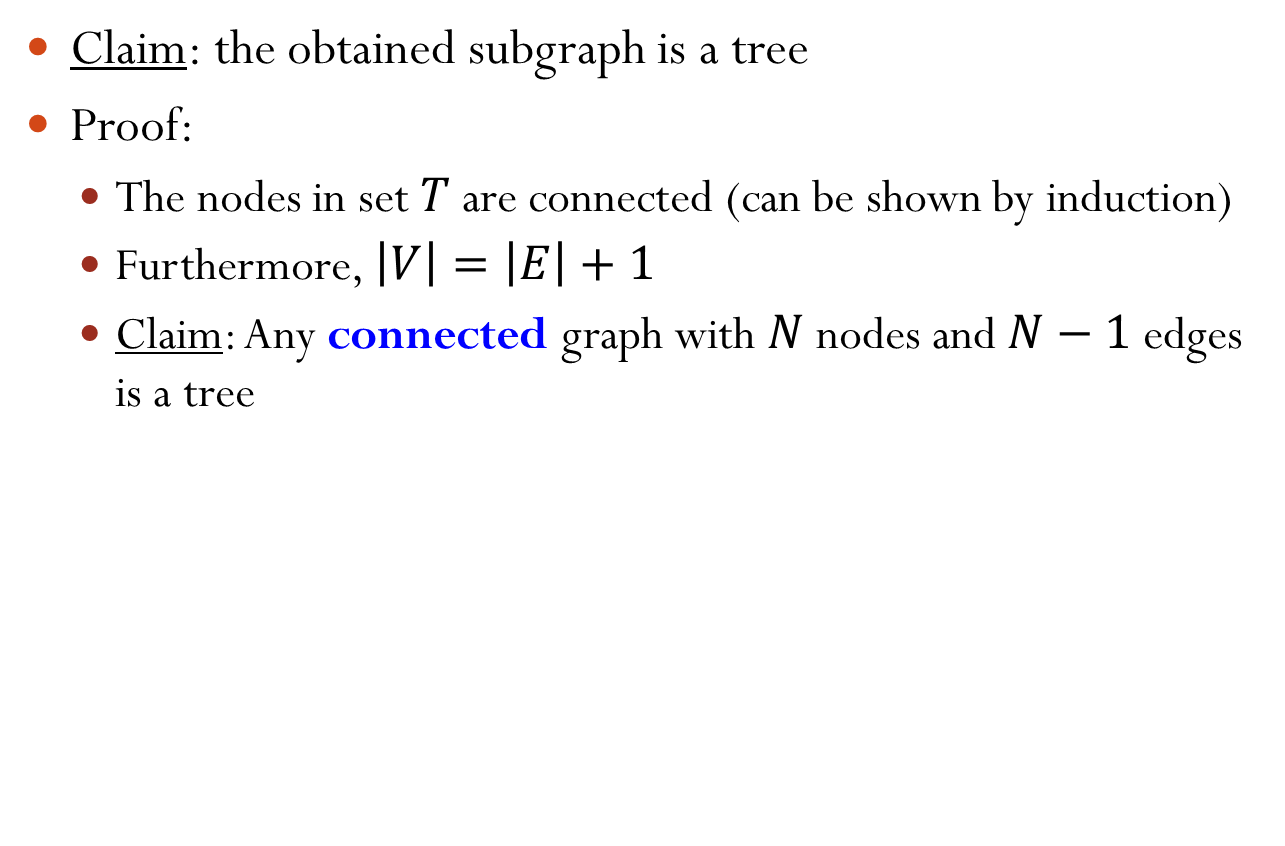 • Claim: the obtained subgraph is a tree
• Proof:
• The nodes in set T are connected (can be shown by induction)
• Furthermore, |V| = |E| + 1
• Claim: Any connected graph with N nodes and N − 1 edges
is a tree